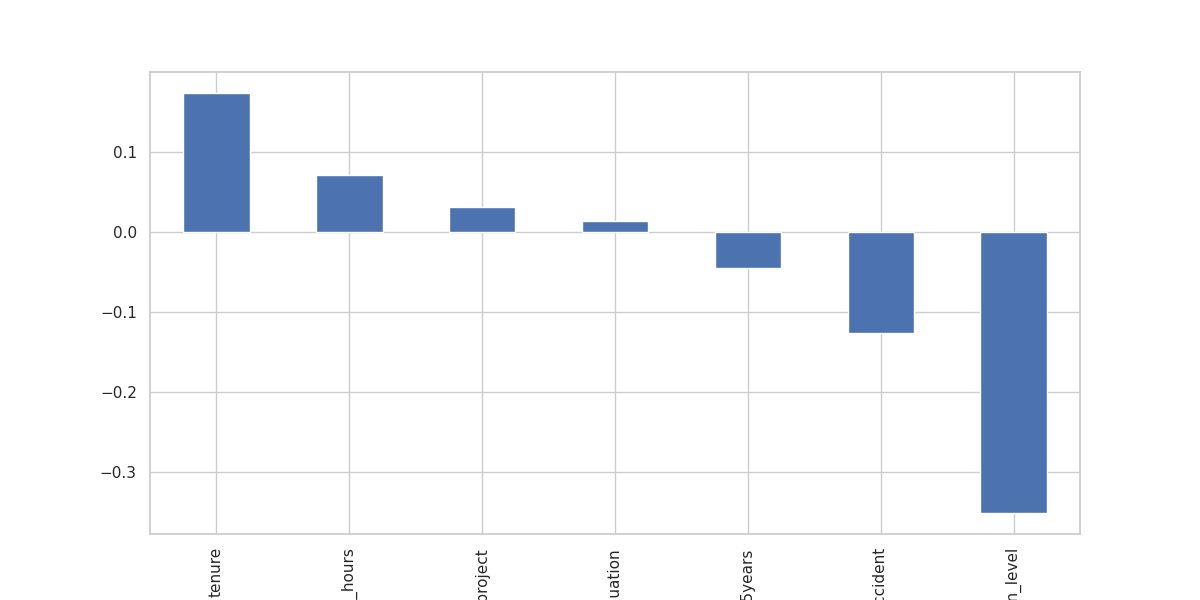 0.1
0.0
−0.1
−0.2
−0.3
tenure
_hours
project
uation
5years
ccident
n_level